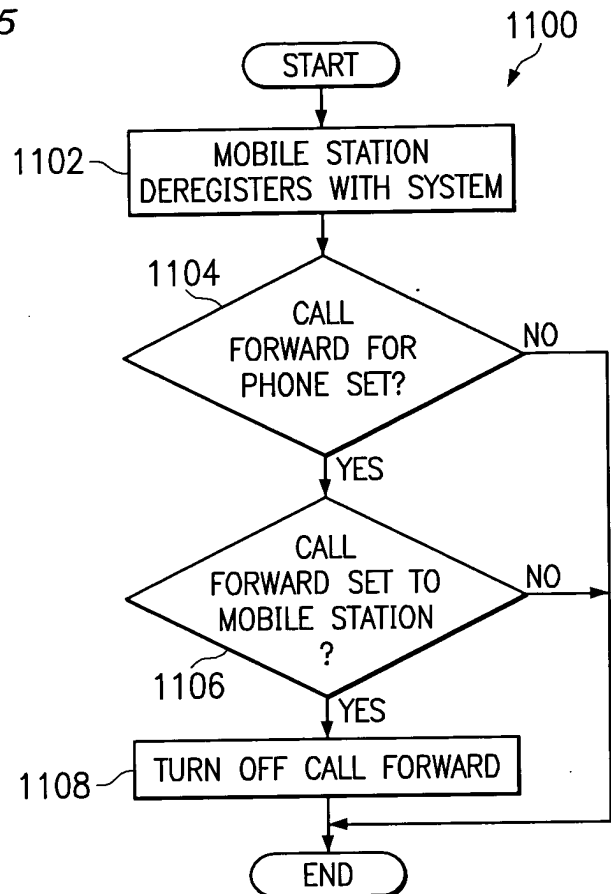 5
1100
START
1102
MOBILE STATION
DEREGISTERS WITH SYSTEM
1104
CALL
FORWARD FOR
PHONE SET?
NO
YES
CALL
FORWARD SET TO
MOBILE STATION
?
NO
1106
YES
1108
TURN OFF CALL FORWARD
END